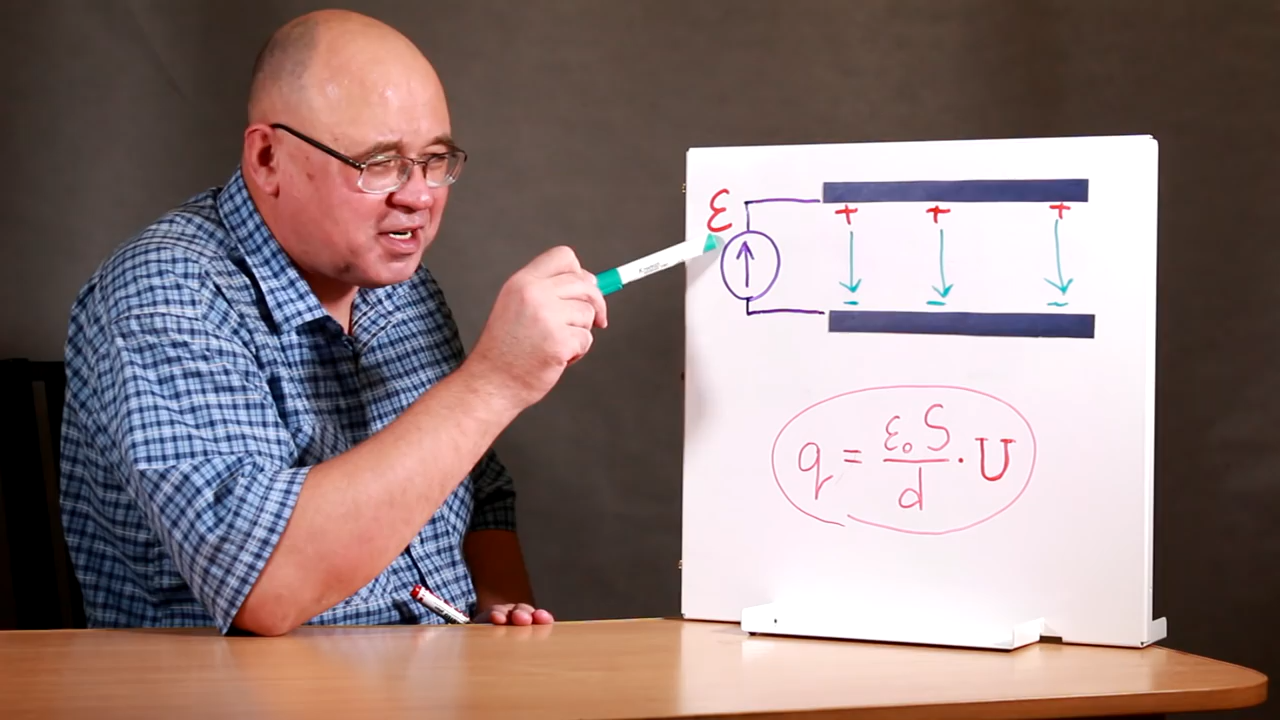 ε
+ + +
- - -
q = ε₀S/d · U